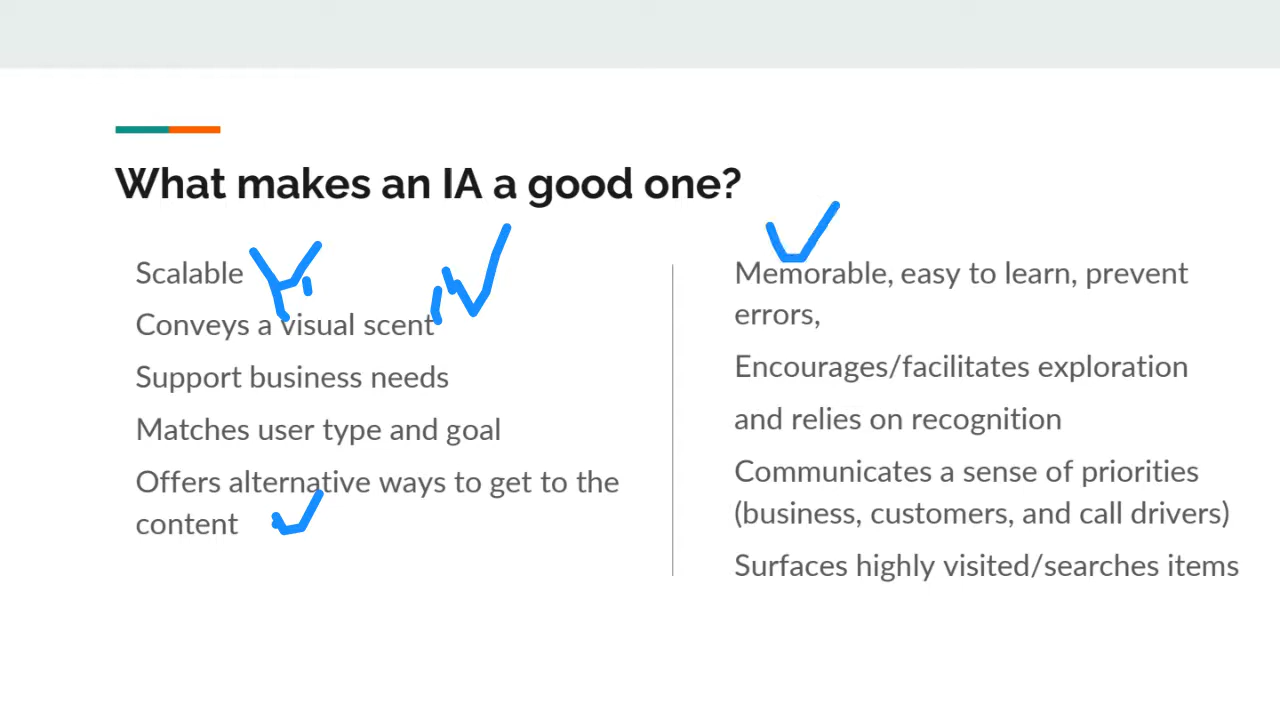 What makes an IA a good one?
Scalable
Conveys a visual scent
Support business needs
Matches user type and goal
Offers alternative ways to get to the
content
Memorable, easy to learn, prevent
errors,
Encourages/facilitates exploration
and relies on recognition
Communicates a sense of priorities
(business, customers, and call drivers)
Surfaces highly visited/searches items